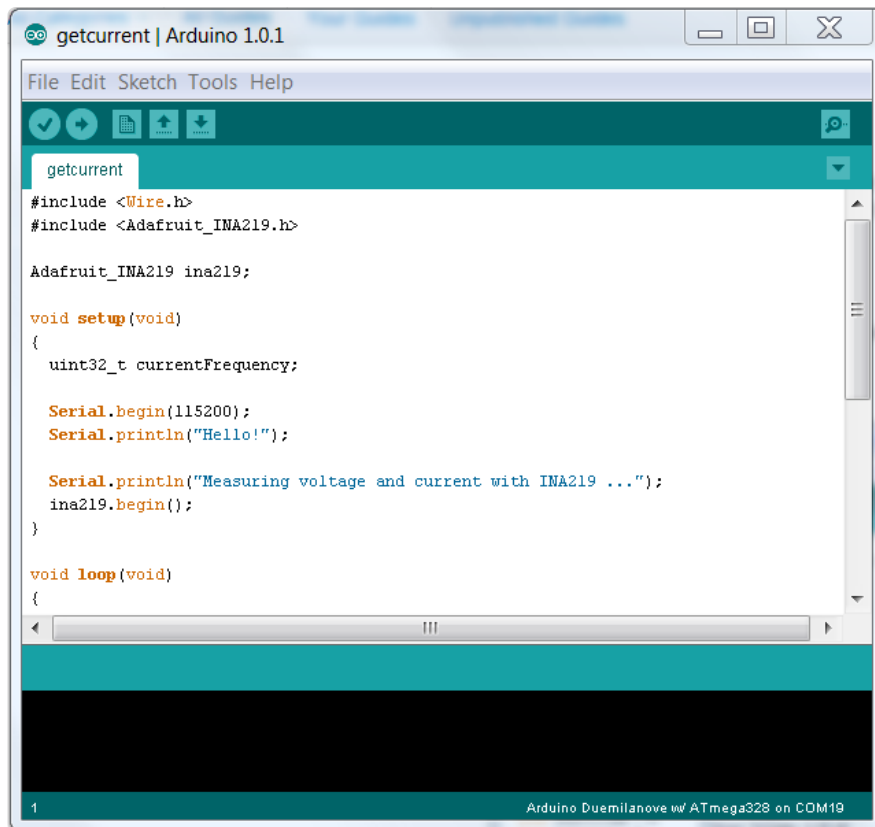 Your Guides
getcurrent | Arduino 1.0.1
File Edit Sketch Tools Help
getcurrent
#include <Wire.h>
#include <Adafruit_INA219.h>
Adafruit_INA219 ina219;
void setup(void)
{
  uint32_t currentFrequency;
  Serial.begin(115200);
  Serial.println("Hello!");
  Serial.println("Measuring voltage and current with INA219 ...");
  ina219.begin();
}
void loop(void)
{
1
Arduino Duemilanove w/ ATmega328 on COM19